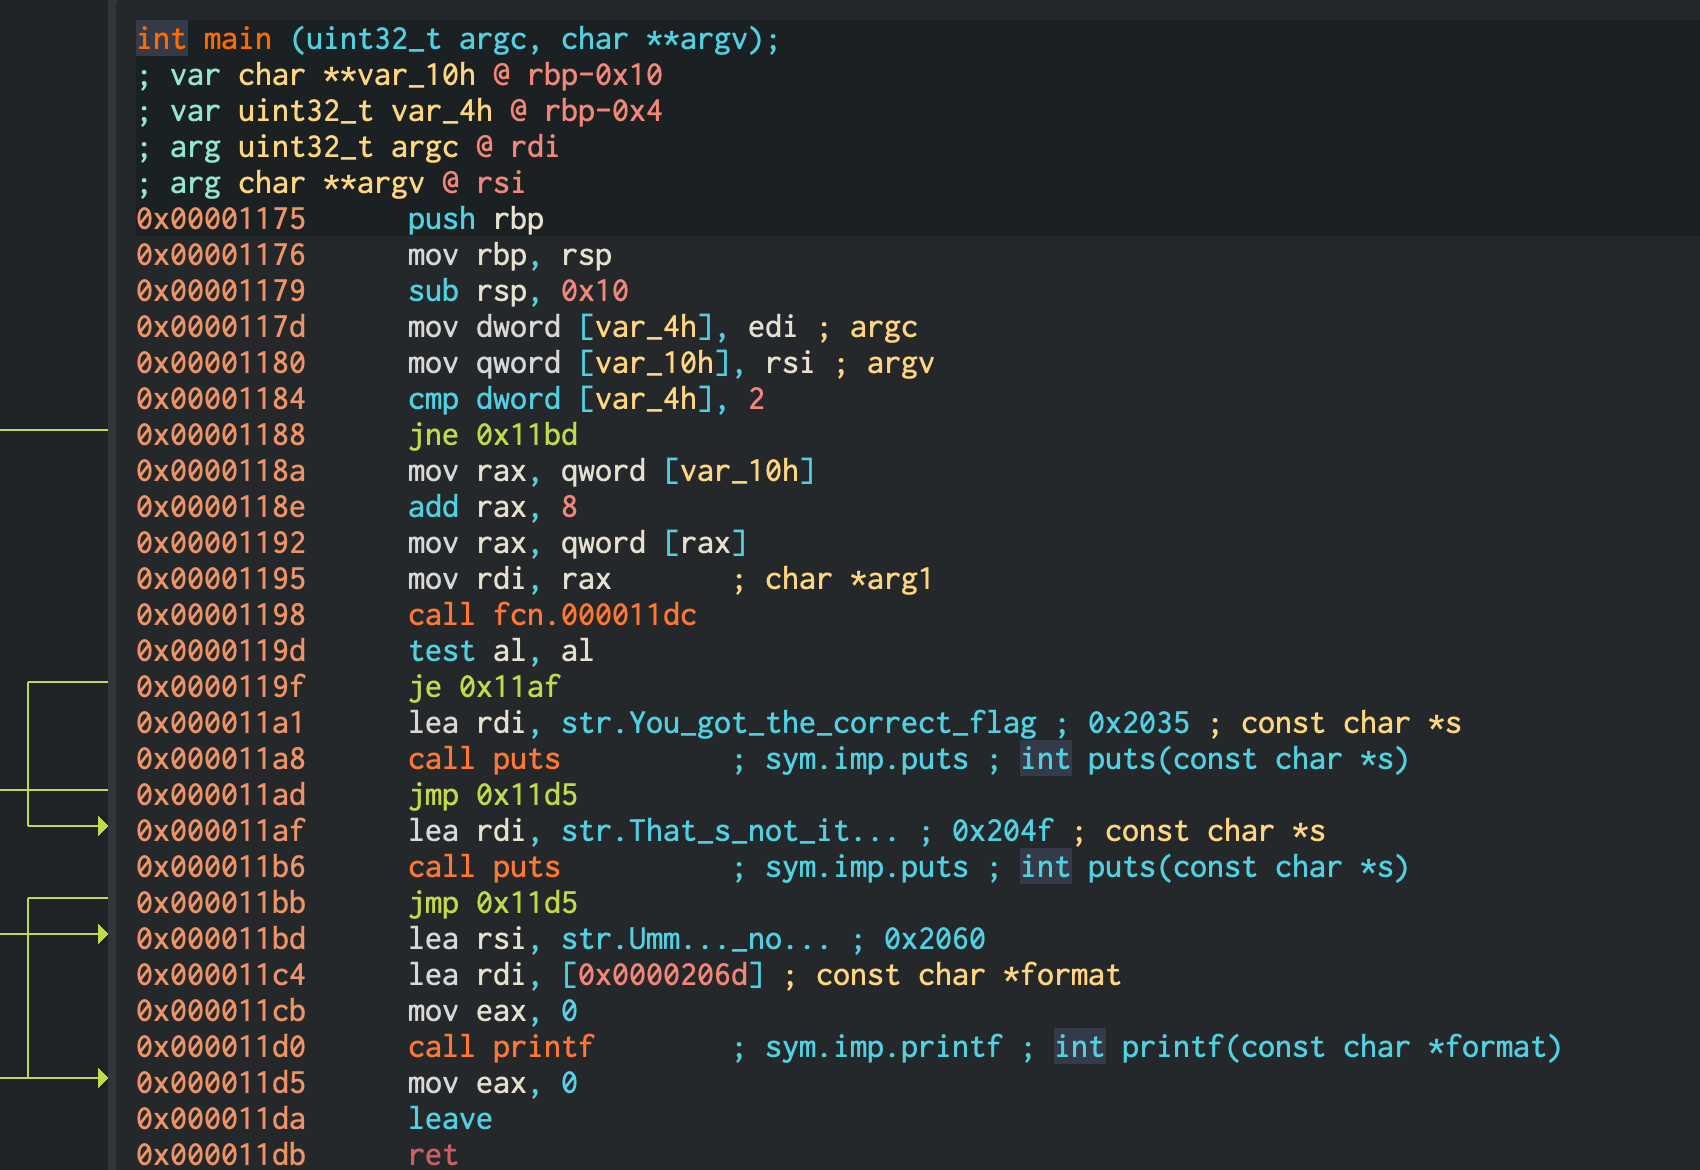 int main (uint32_t argc, char **argv);
; var char **var_10h @ rbp-0x10
; var uint32_t var_4h @ rbp-0x4
; arg uint32_t argc @ rdi
; arg char **argv @ rsi
0x00001175 push rbp
0x00001176 mov rbp, rsp
0x00001179 sub rsp, 0x10
0x0000117d mov dword [var_4h], edi ; argc
0x00001180 mov qword [var_10h], rsi ; argv
0x00001184 cmp dword [var_4h], 2
0x00001188 jne 0x11bd
0x0000118a mov rax, qword [var_10h]
0x0000118e add rax, 8
0x00001192 mov rax, qword [rax]
0x00001195 mov rdi, rax ; char *arg1
0x00001198 call fcn.000011dc
0x0000119d test al, al
0x0000119f je 0x11af
0x000011a1 lea rdi, str.You_got_the_correct_flag ; 0x2035 ; const char *s
0x000011a8 call puts ; sym.imp.puts ; int puts(const char *s)
0x000011ad jmp 0x11d5
0x000011af lea rdi, str.That_s_not_it... ; 0x204f ; const char *s
0x000011b6 call puts ; sym.imp.puts ; int puts(const char *s)
0x000011bb jmp 0x11d5
0x000011bd lea rsi, str.Umm..._no... ; 0x2060
0x000011c4 lea rdi, [0x0000206d] ; const char *format
0x000011cb mov eax, 0
0x000011d0 call printf ; sym.imp.printf ; int printf(const char *format)
0x000011d5 mov eax, 0
0x000011da leave
0x000011db ret